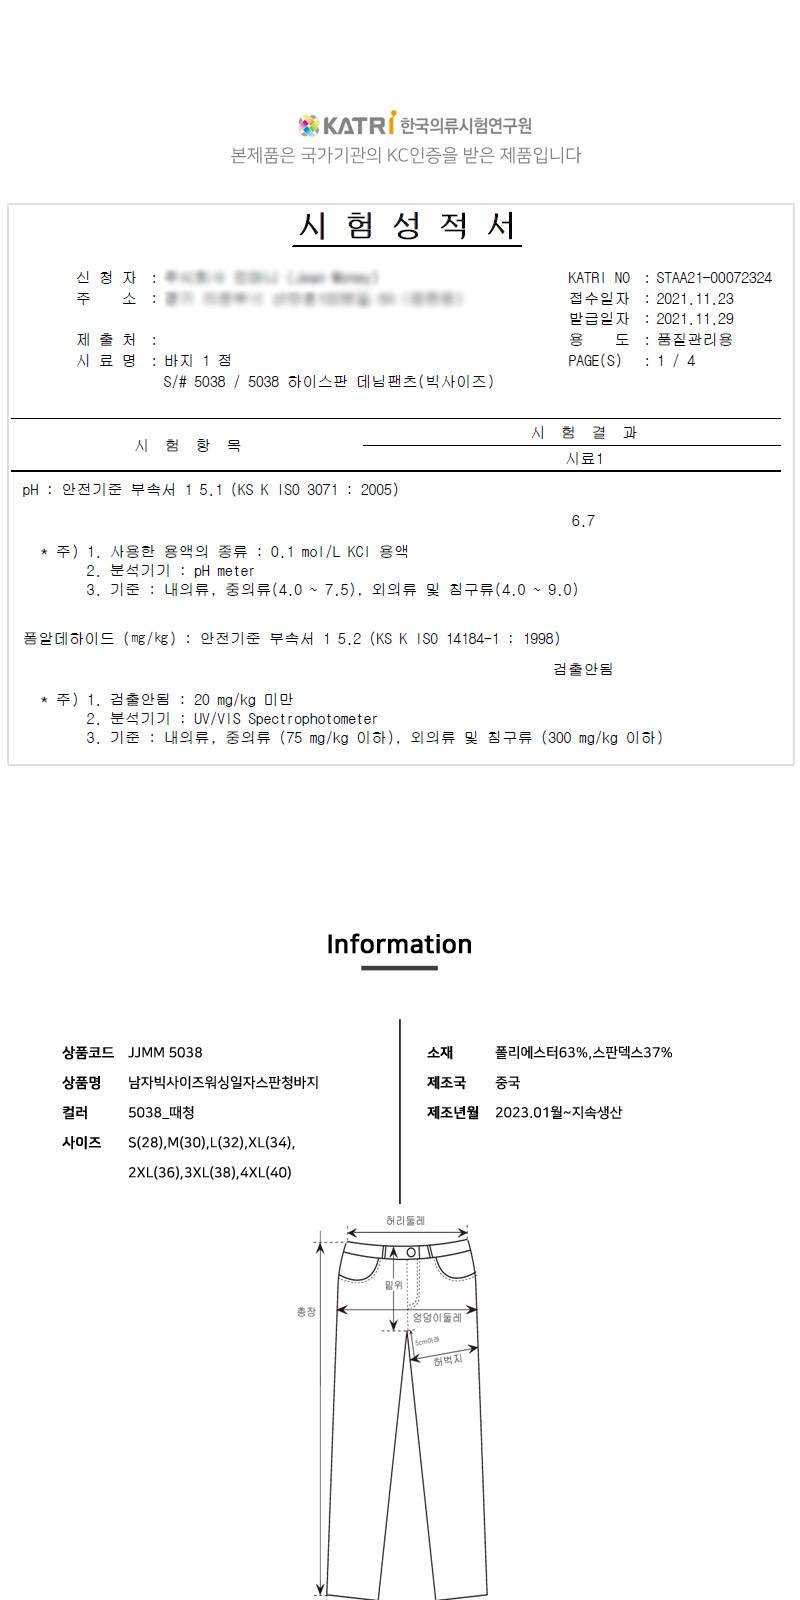 KATRi 한국의류시험연구원
본제품은 국가기관의 KC인증을 받은 제품입니다
시 험 성 적 서
신 청 자 :
주 소 :
제 출 처 :
시 료 명 : 바지 1 점
S/# 5038 / 5038 하이스판 데님팬츠(빅사이즈)
KATRI NO : STAA21-00072324
접수일자 : 2021.11.23
발급일자 : 2021.11.29
용 도 : 품질관리용
PAGE(S) : 1 / 4
시 험 항 목
시 험 결 과
시료1
pH : 안전기준 부속서 1 5.1 (KS K ISO 3071 : 2005)
6.7
* 주) 1. 사용한 용액의 종류 : 0.1 mol/L KCl 용액
2. 분석기기 : pH meter
3. 기준 : 내의류, 중의류(4.0 ~ 7.5), 외의류 및 침구류(4.0 ~ 9.0)
폼알데하이드 (mg/kg) : 안전기준 부속서 1 5.2 (KS K ISO 14184-1 : 1998)
검출안됨
* 주) 1. 검출안됨 : 20 mg/kg 미만
2. 분석기기 : UV/VIS Spectrophotometer
3. 기준 : 내의류, 중의류 (75 mg/kg 이하), 외의류 및 침구류 (300 mg/kg 이하)
Information
상품코드 JJMM 5038
상품명 남자빅사이즈워싱일자스판청바지
컬러 5038_때청
사이즈 S(28),M(30),L(32),XL(34),
2XL(36),3XL(38),4XL(40)
소재 폴리에스터63%,스판덱스37%
제조국 중국
제조년월 2023.01월~지속생산
허리둘레
밑위
총장
엉덩이둘레
5cm아래
허벅지